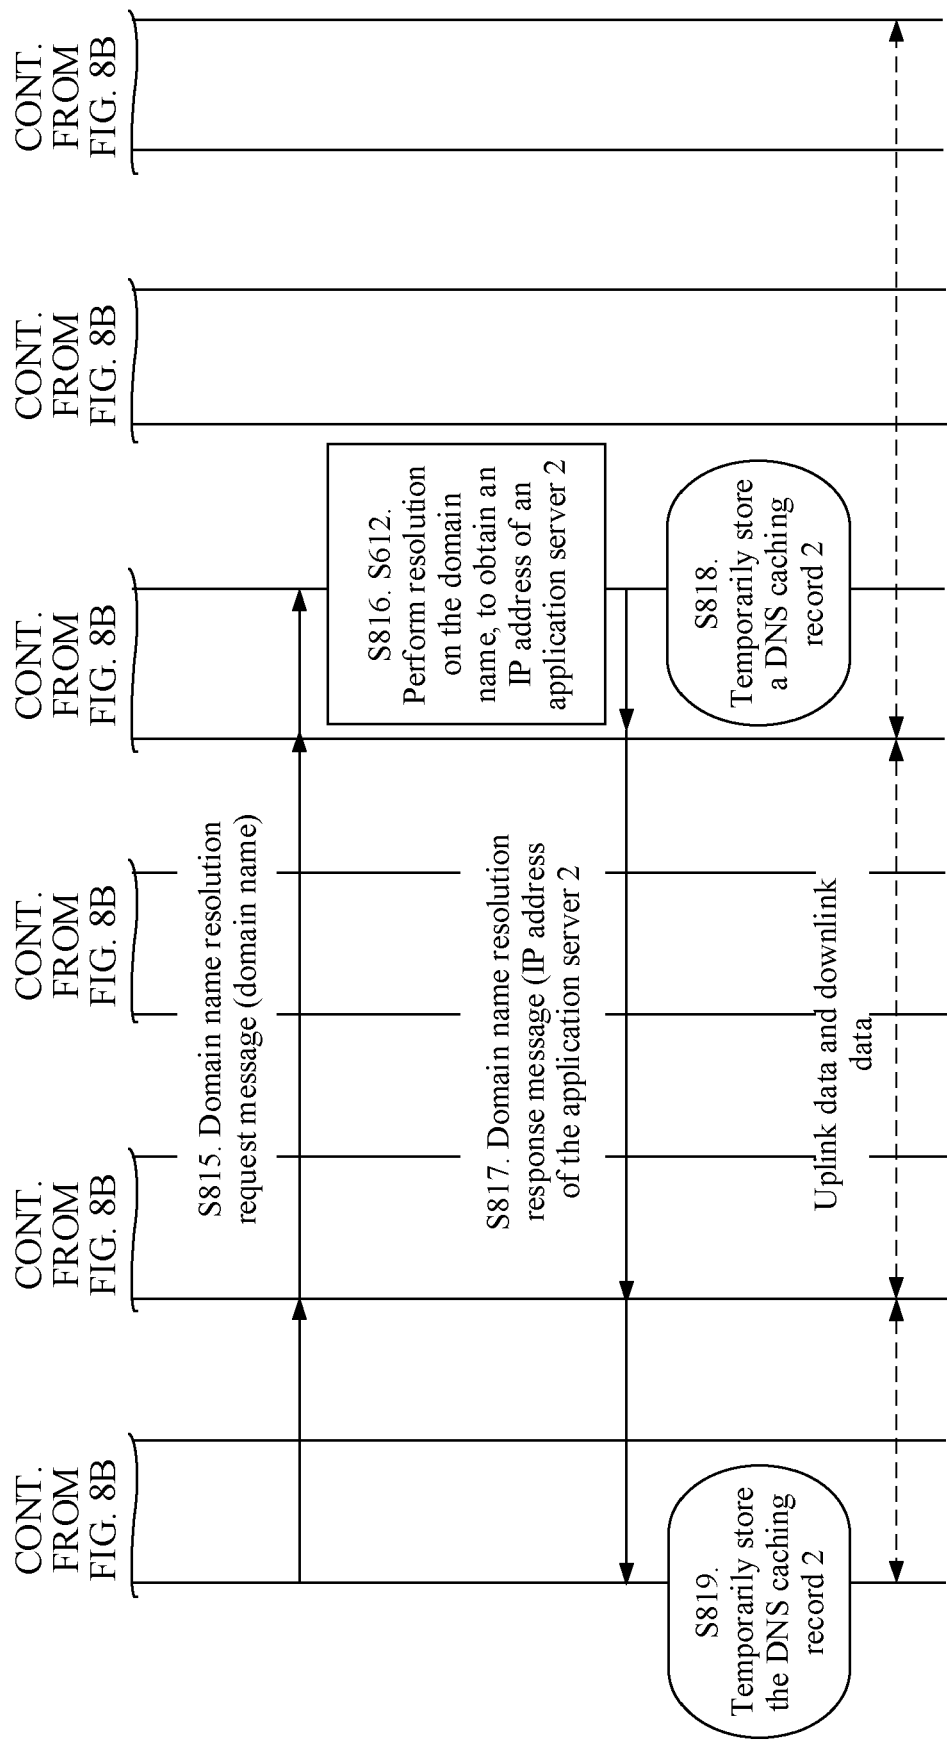 CONT.
FROM
FIG. 8B
CONT.
FROM
FIG. 8B
CONT.
FROM
FIG. 8B
CONT.
FROM
FIG. 8B
CONT.
FROM
FIG. 8B
CONT.
FROM
FIG. 8B
S815. Domain name resolution
request message (domain name)
S816. S612.
Perform resolution
on the domain
name, to obtain an
IP address of an
application server 2
S817. Domain name resolution
response message (IP address
of the application server 2
S819.
Temporarily store
the DNS caching
record 2
S818.
Temporarily store
a DNS caching
record 2
Uplink data and downlink
data